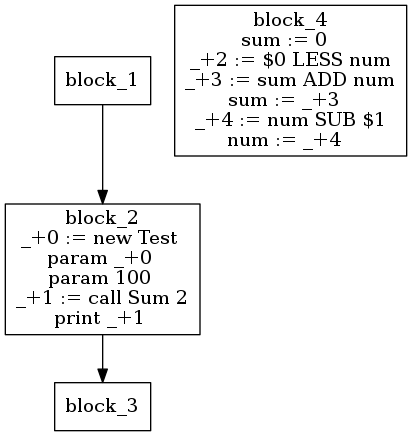 block_1
block_2
_+0 := new Test
param _+0
param 100
_+1 := call Sum 2
print _+1
block_3
block_4
sum := 0
_+2 := $0 LESS num
_+3 := sum ADD num
sum := _+3
_+4 := num SUB $1
num := _+4